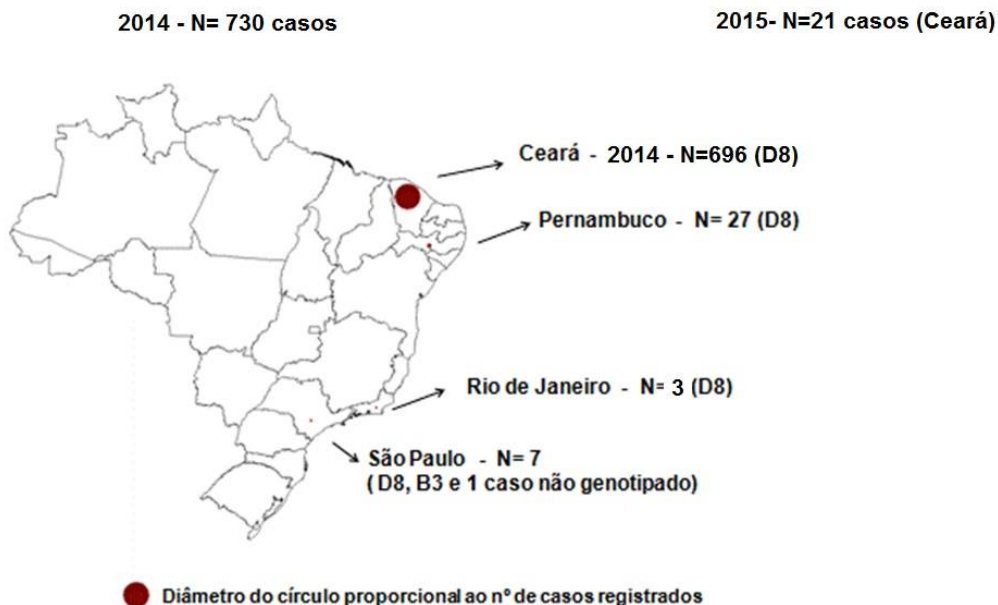 2014 - N= 730 casos
2015- N=21 casos (Ceará)
Ceará - 2014 - N=696 (D8)
Pernambuco - N= 27 (D8)
Rio de Janeiro - N= 3 (D8)
São Paulo - N= 7
( D8, B3 e 1 caso não genotipado)
Diâmetro do círculo proporcional ao nº de casos registrados